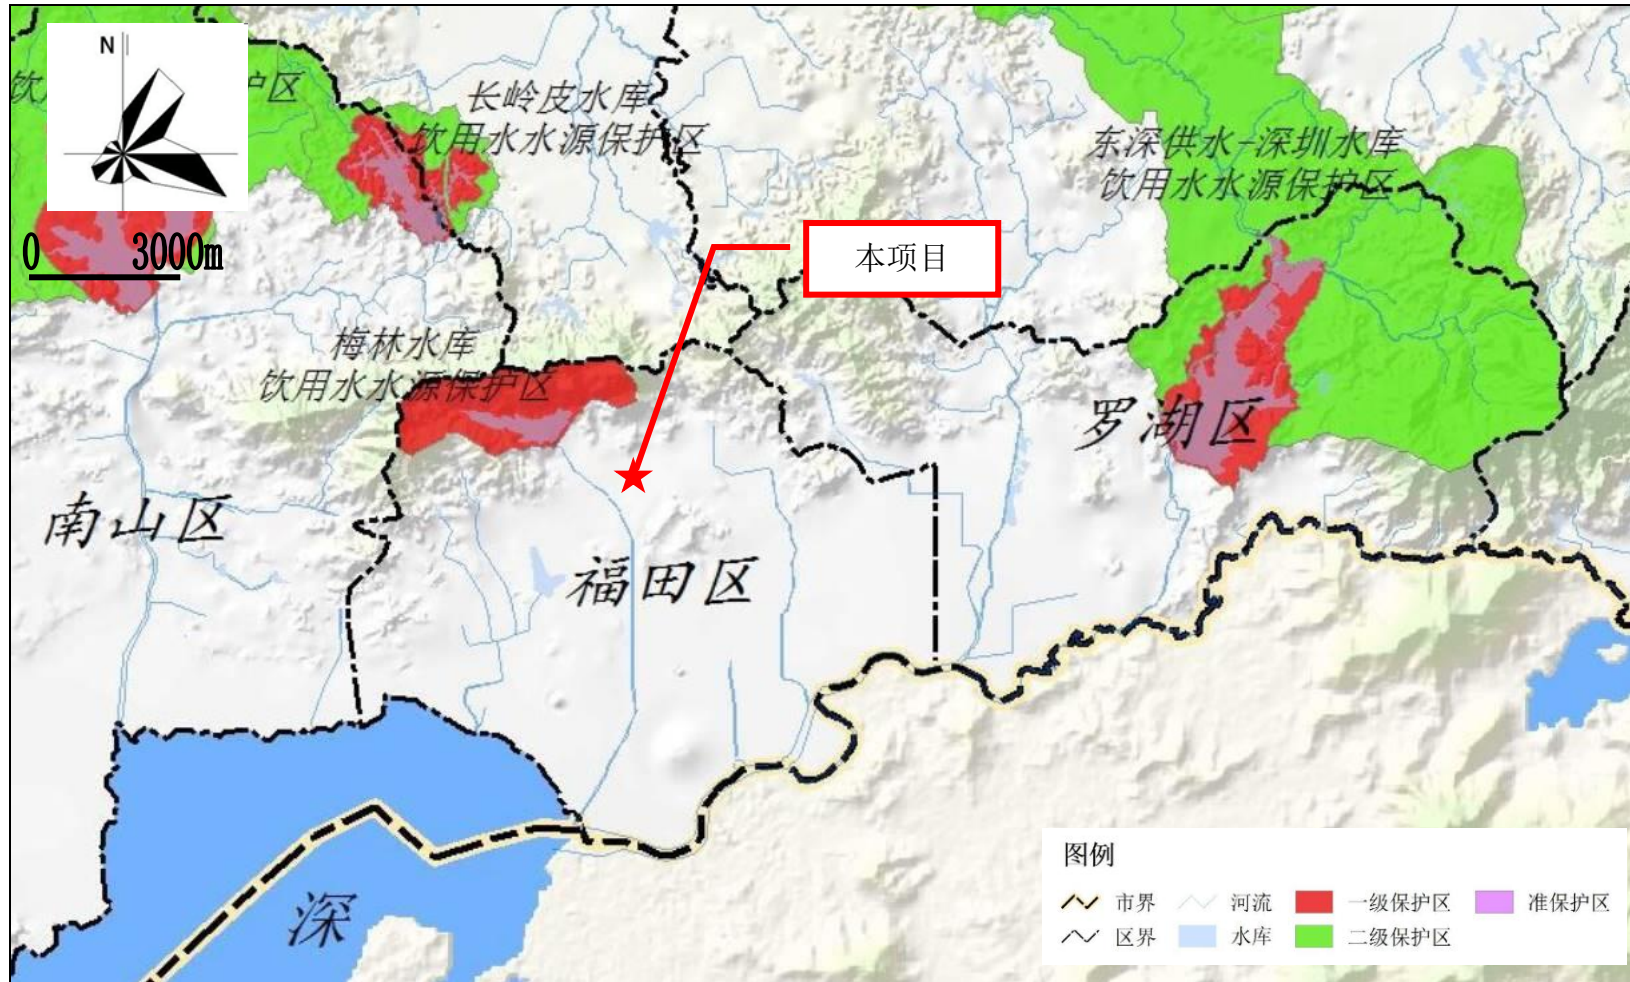 N
饮
护区
长岭皮水库
饮用水水源保护区
东深供水-深圳水库
饮用水水源保护区
0 3000m
本项目
梅林水库
饮用水水源保护区
罗湖区
南山区
福田区
深
图例
市界 河流 一级保护区 准保护区
区界 水库 二级保护区